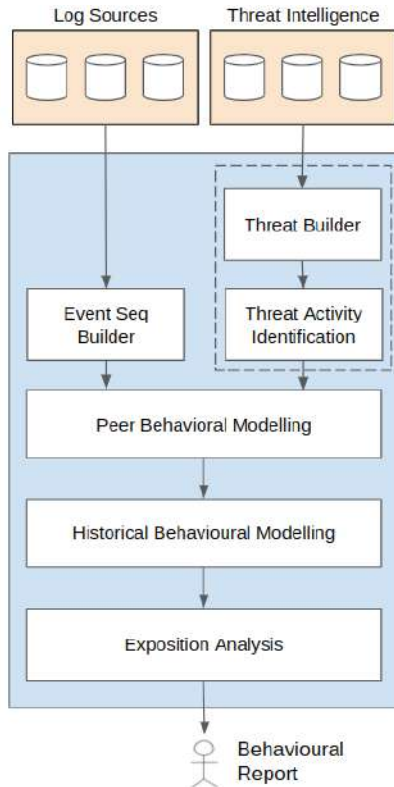 Log Sources
Threat Intelligence
Threat Builder
Event Seq
Builder
Threat Activity
Identification
Peer Behavioral Modelling
Historical Behavioural Modelling
Exposition Analysis
Behavioural
Report